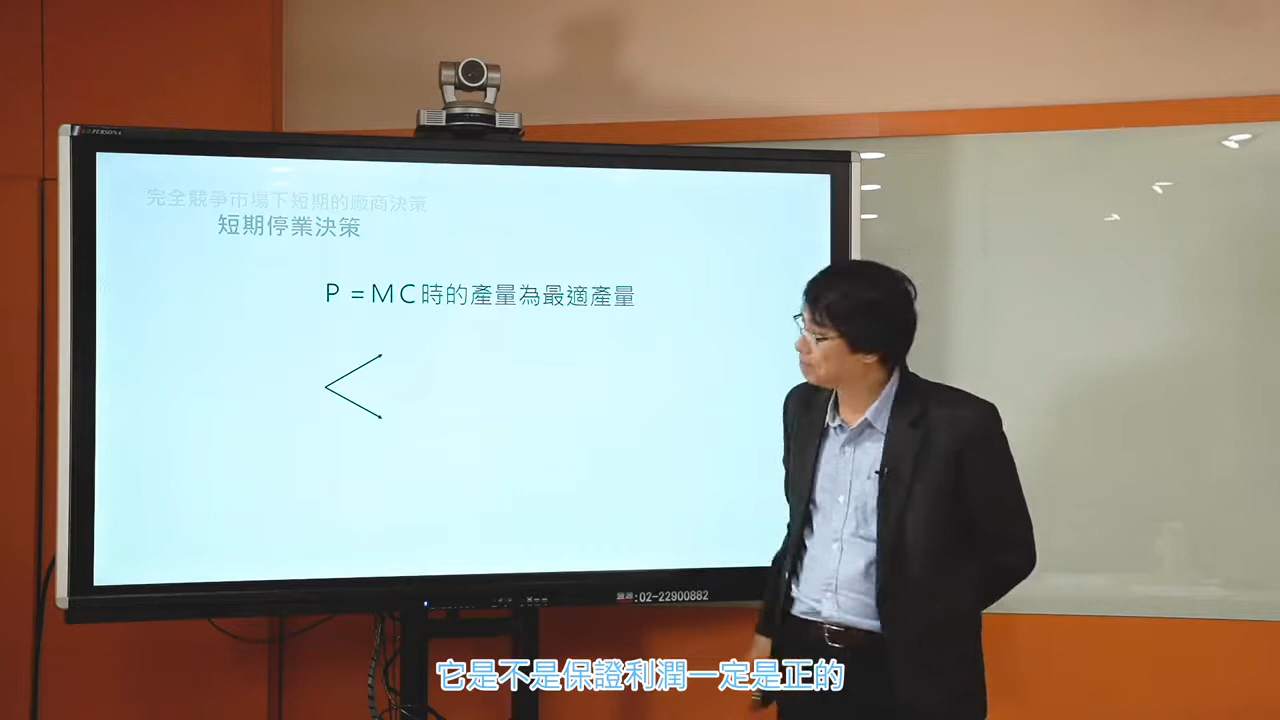 PERSONA
完全競爭市場下短期的廠商決策
短期停業決策
P=MC時的產量為最適產量
:02-22900882
它是不是保證利潤一定是正的